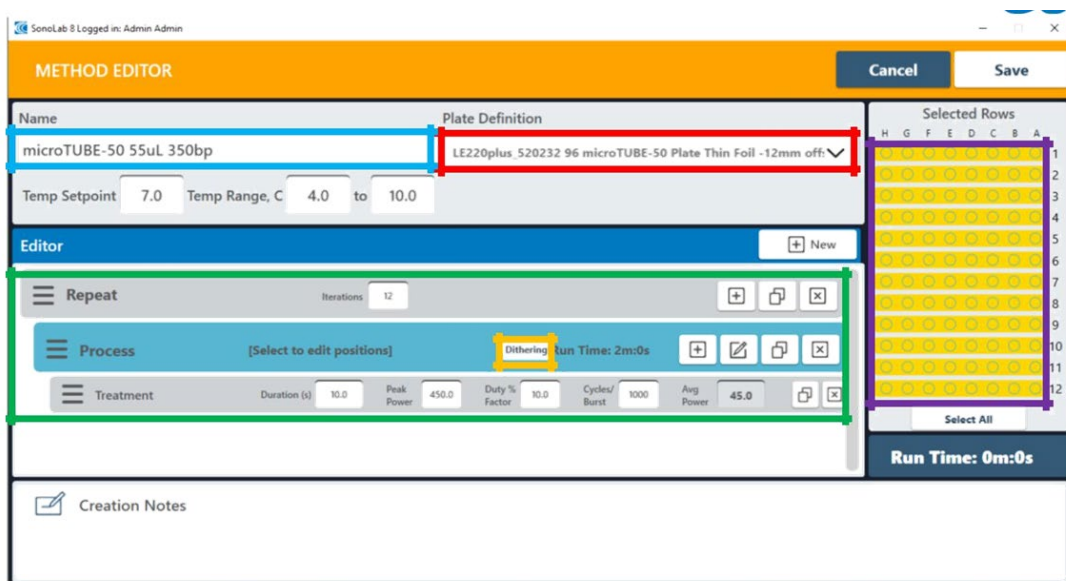 SonoLab 8 Logged in: Admin Admin
METHOD EDITOR
Cancel
Save
Name
Plate Definition
Selected Rows
H G F E D C B A
microTUBE-50 55uL 350bp
LE220plus_520232 96 microTUBE-50 Plate Thin Foil -12mm off:
1
2
3
4
5
6
7
8
9
10
11
12
Temp Setpoint 7.0 Temp Range, C 4.0 to 10.0
Editor
New
Repeat Iterations 12
Process [Select to edit positions] Dithering Run Time: 2m:0s
Treatment Duration (s) 10.0 Peak Power 450.0 Duty % Factor 10.0 Cycles/ Burst 1000 Avg Power 45.0
Select All
Run Time: 0m:0s
Creation Notes